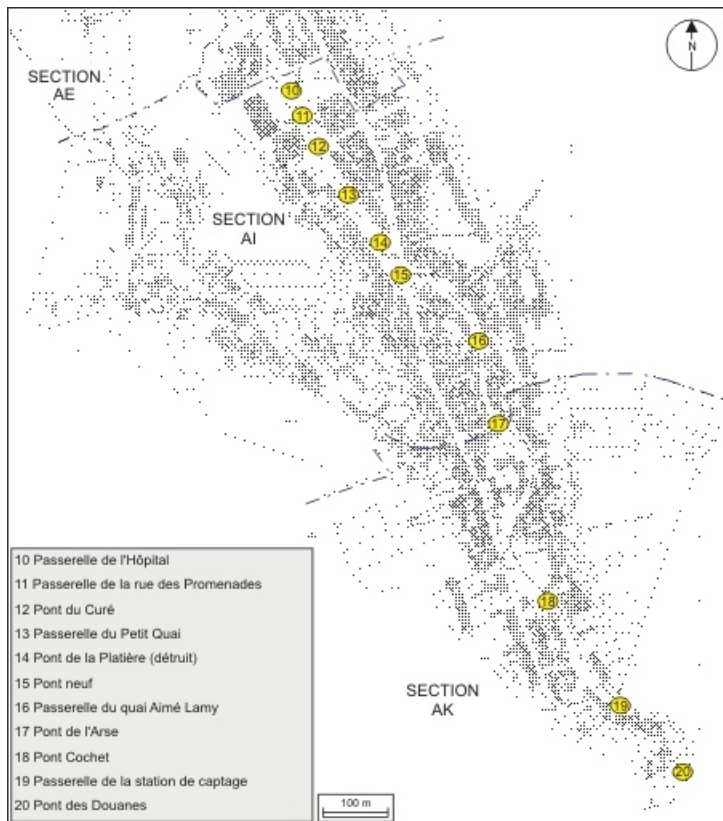 N
SECTION
AE
10
11
12
13
SECTION
AI
14
15
16
17
18
SECTION
AK
19
20
10 Passerelle de l'Hôpital
11 Passerelle de la rue des Promenades
12 Pont du Curé
13 Passerelle du Petit Quai
14 Pont de la Platière (détruit)
15 Pont neuf
16 Passerelle du quai Aimé Lamy
17 Pont de l'Arse
18 Pont Cochet
19 Passerelle de la station de captage
20 Pont des Douanes
100 m